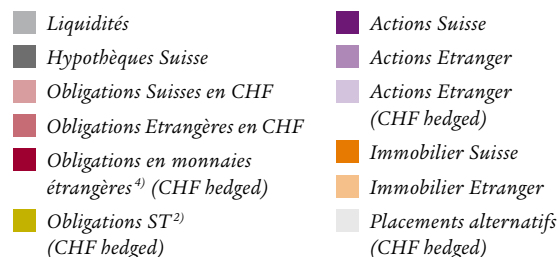 Liquidités
Hypothèques Suisse
Obligations Suisses en CHF
Obligations Etrangères en CHF
Obligations en monnaies
étrangères 4) (CHF hedged)
Obligations ST 2)
(CHF hedged)
Actions Suisse
Actions Etranger
Actions Etranger
(CHF hedged)
Immobilier Suisse
Immobilier Etranger
Placements alternatifs
(CHF hedged)